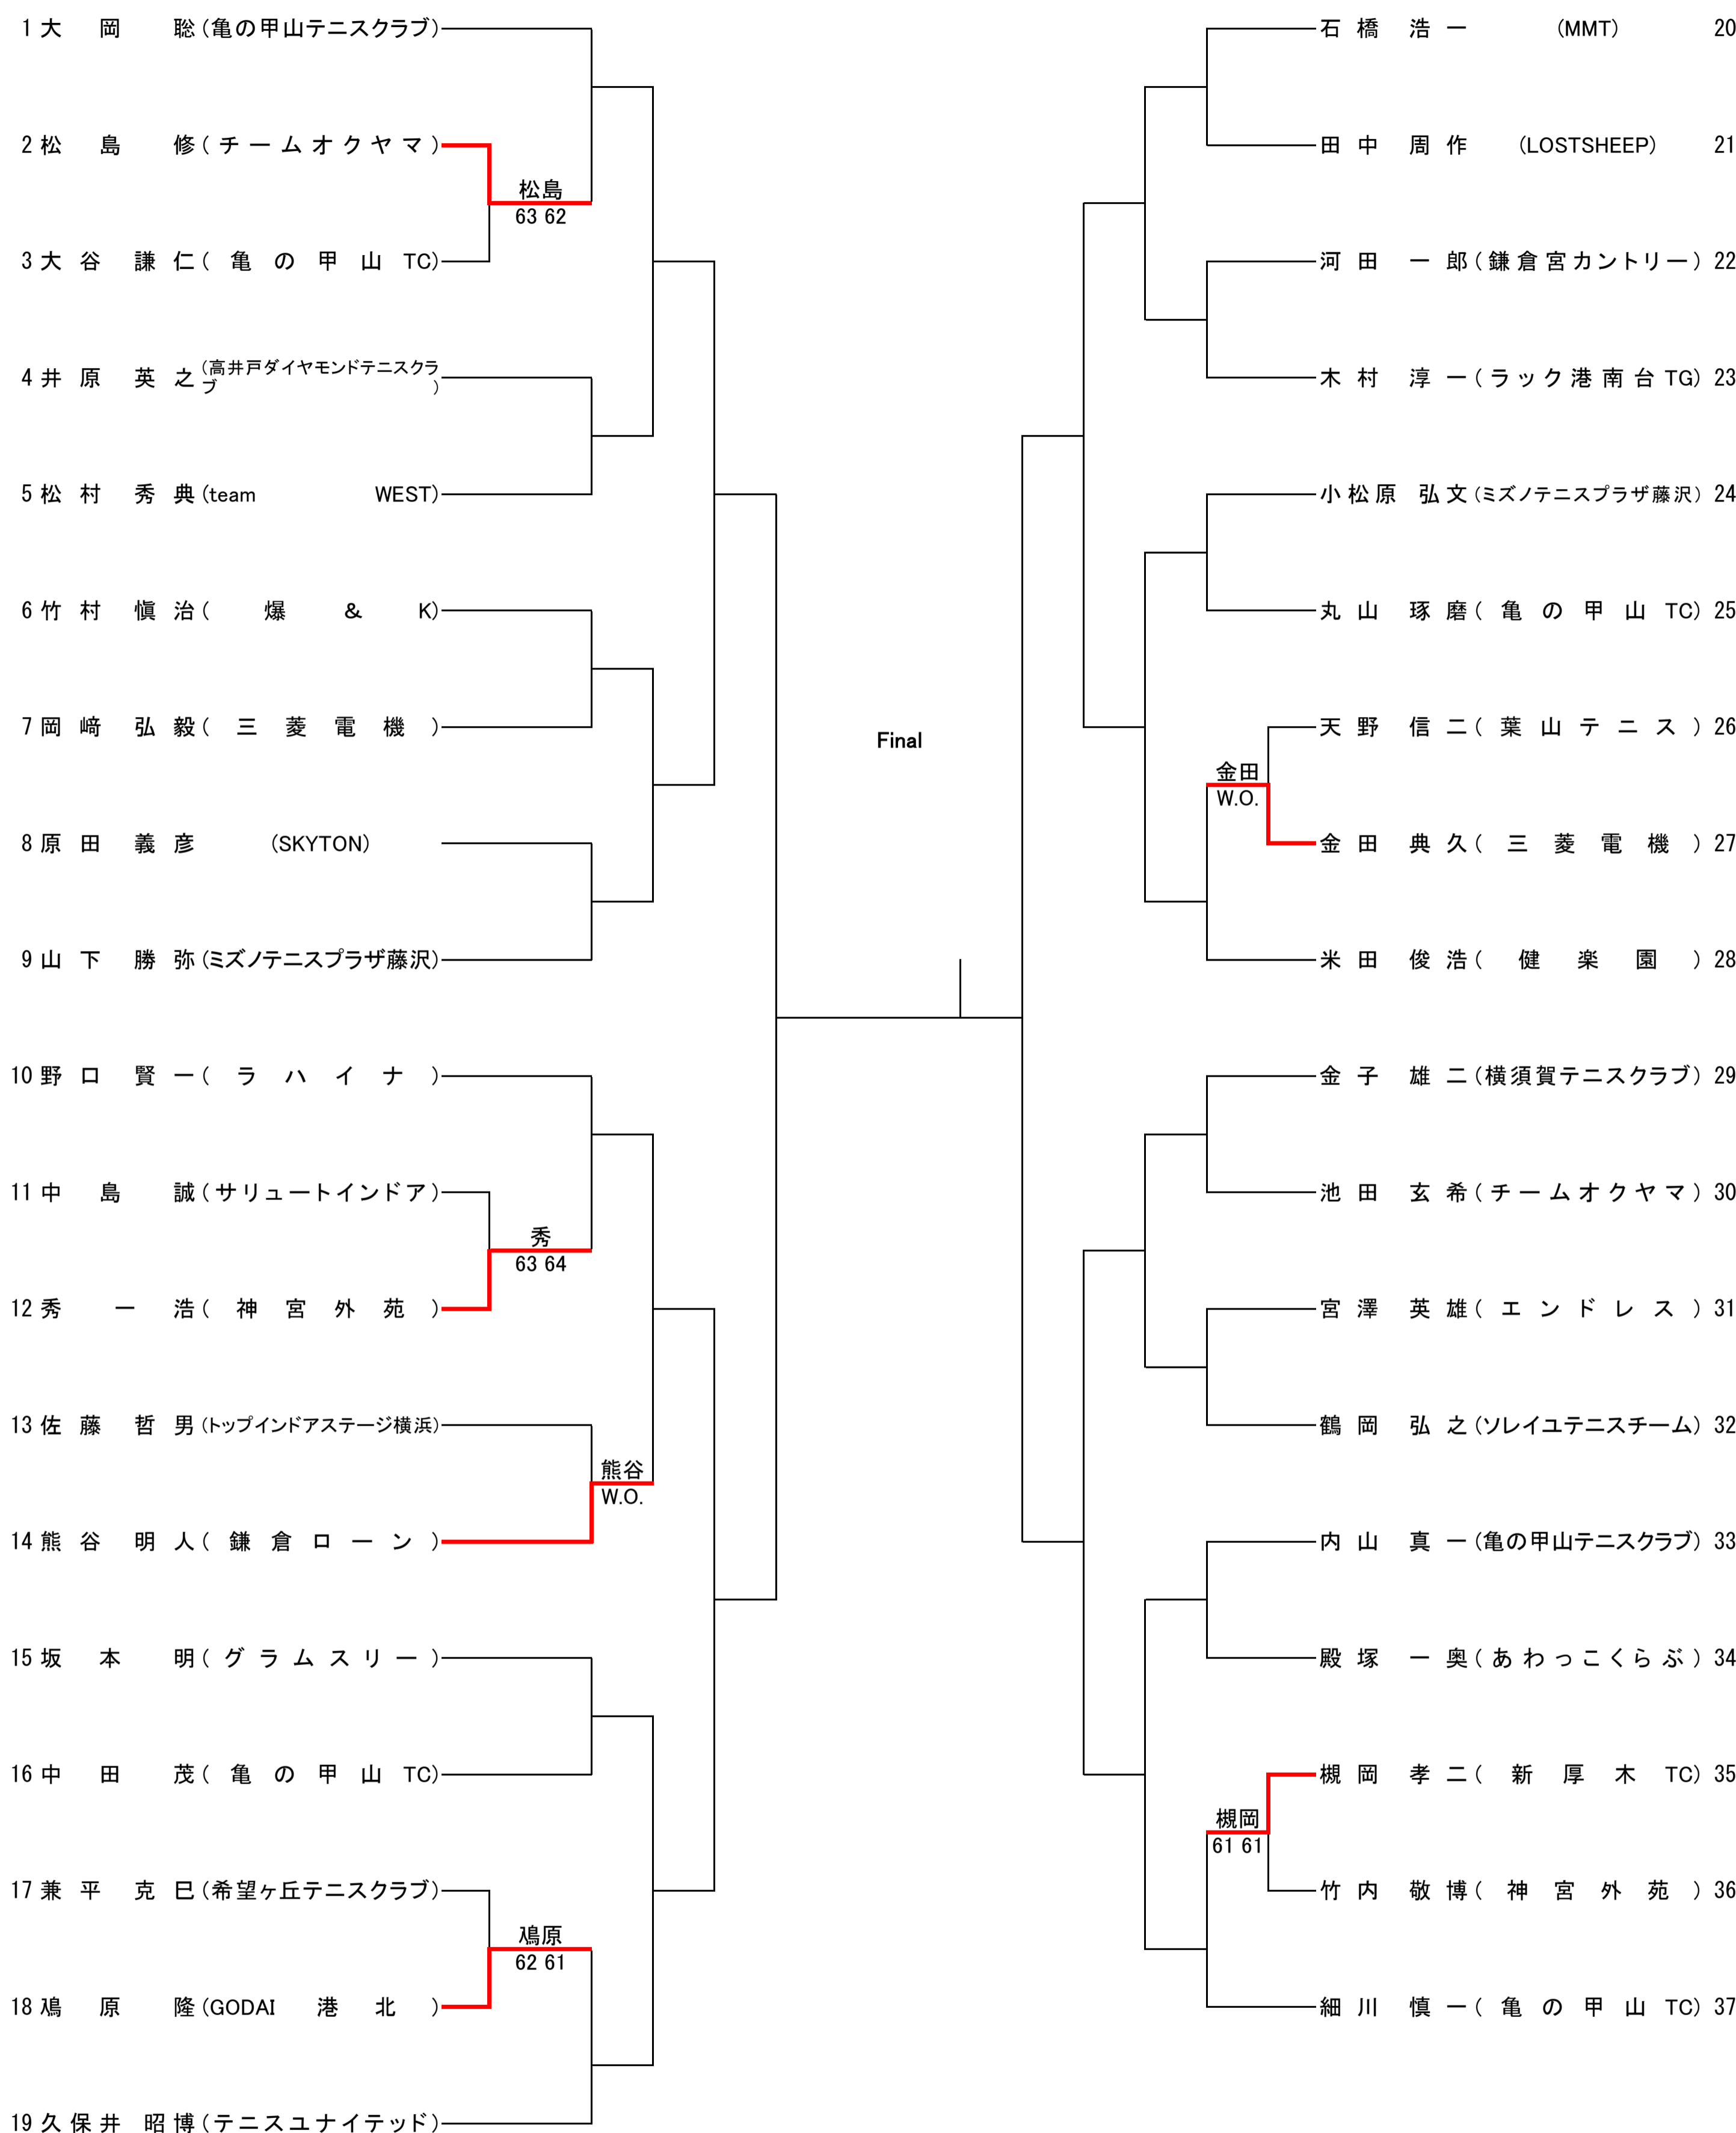 1 大岡 聡 (亀の甲山テニスクラブ)
2 松島 修 (チームオクヤマ)
松島
63 62
3 大谷 謙仁 (亀の甲山 TC)
4 井原 英之 (高井戸ダイヤモンドテニスクラブ)
5 松村 秀典 (team WEST)
6 竹村 愼治 (爆 & K)
7 岡﨑 弘毅 (三菱電機)
8 原田 義彦 (SKYTON)
9 山下 勝弥 (ミズノテニスプラザ藤沢)
10 野口 賢一 (ラハイナ)
11 中島 誠 (サリュートインドア)
秀
63 64
12 秀 一浩 (神宮外苑)
13 佐藤 哲男 (トップインドアステージ横浜)
熊谷
W.O.
14 熊谷 明人 (鎌倉ローン)
15 坂本 明 (グラムスリー)
16 中田 茂 (亀の甲山 TC)
17 兼平 克巳 (希望ヶ丘テニスクラブ)
鳰原
62 61
18 鳰原 隆 (GODAI 港北)
19 久保井 昭博 (テニスユナイテッド)
Final
石橋 浩一 (MMT) 20
田中 周作 (LOSTSHEEP) 21
河田 一郎 (鎌倉宮カントリー) 22
木村 淳一 (ラック港南台 TG) 23
小松原 弘文 (ミズノテニスプラザ藤沢) 24
丸山 琢磨 (亀の甲山 TC) 25
天野 信二 (葉山テニス) 26
金田
W.O.
金田 典久 (三菱電機) 27
米田 俊浩 (健楽園) 28
金子 雄二 (横須賀テニスクラブ) 29
池田 玄希 (チームオクヤマ) 30
宮澤 英雄 (エンドレス) 31
鶴岡 弘之 (ソレイユテニスチーム) 32
内山 真一 (亀の甲山テニスクラブ) 33
殿塚 一奥 (あわっこくらぶ) 34
槻岡 孝二 (新厚木 TC) 35
槻岡
61 61
竹内 敬博 (神宮外苑) 36
細川 慎一 (亀の甲山 TC) 37